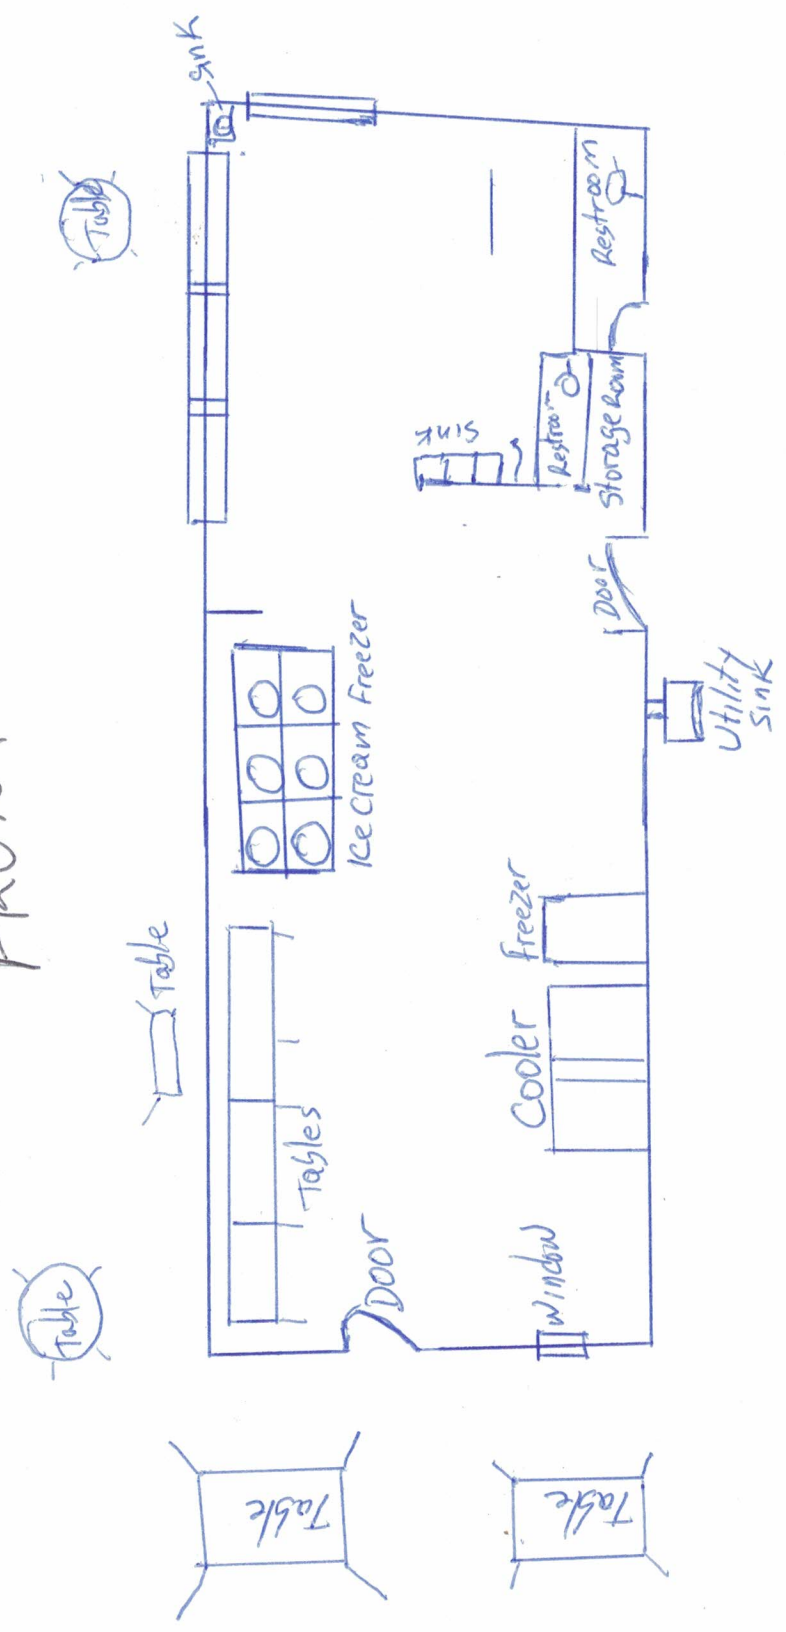 Table
Table
Table
Sink
Table
Tables
Ice Cream Freezer
DOOR
Sink
Table
Window
Cooler
Freezer
Door
Restroom
Storage Room
Restroom
Utility
Sink